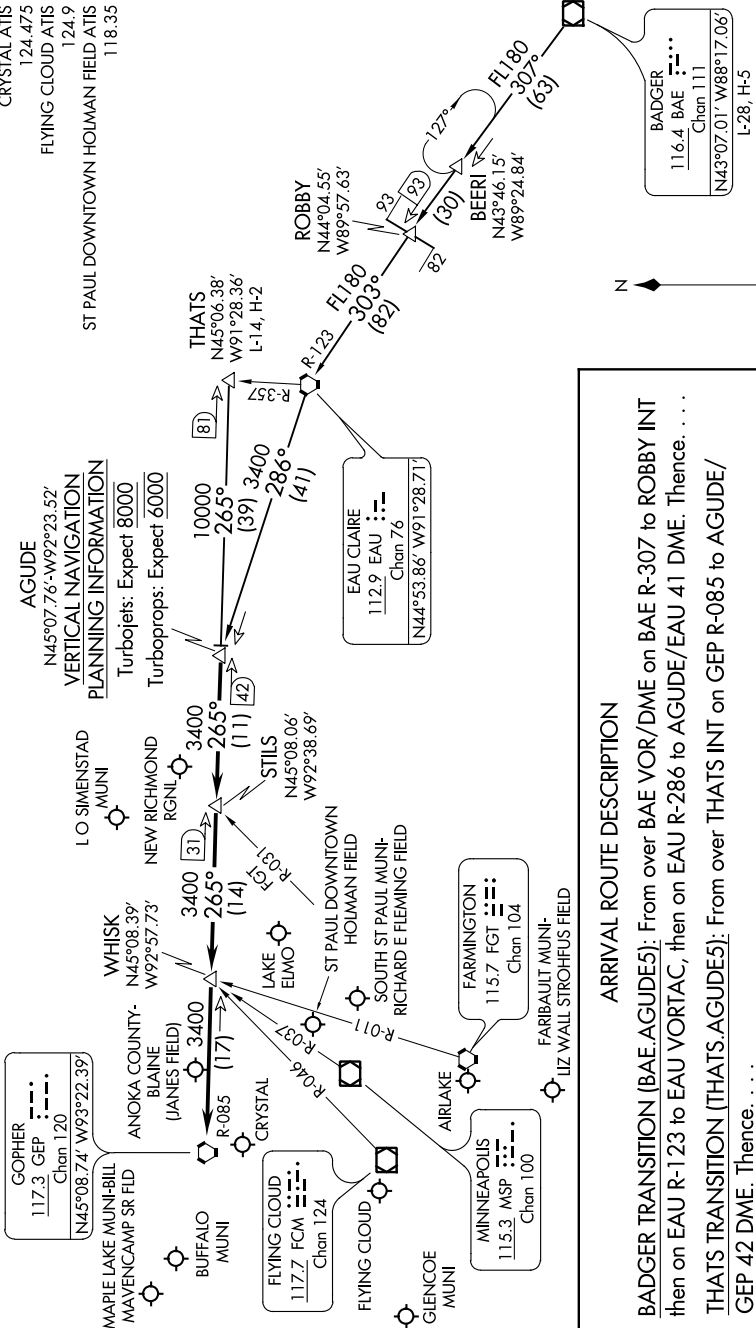 CRYSTAL ATIS
124.475
FLYING CLOUD ATIS
124.9
ST PAUL DOWNTOWN HOLMAN FIELD ATIS
118.35
AGUDE
N45°07.76'-W92°23.52'
VERTICAL NAVIGATION
PLANNING INFORMATION
Turbojets: Expect 8000
Turboprops: Expect 6000
THATS
N45°06.38'
W91°28.36'
L-14, H-2
ROBBY
N44°04.55'
W89°57.63'
BEERI
N43°46.15'
W89°24.84'
BADGER
116.4 BAE
Chan 111
N43°07.01' W88°17.06'
L-28, H-5
FL180
307°
(63)
127°
(30)
93
93
82
FL180
303°
(82)
R-123
R-357
81
10000
265°
(39)
3400
286°
(41)
EAU CLAIRE
112.9 EAU
Chan 76
N44°53.86' W91°28.71'
42
3400
265°
(11)
STILS
N45°08.06'
W92°38.69'
L O SIMENSTAD
MUNI
NEW RICHMOND
RGNL
31
FGT
R-031
3400
265°
(14)
WHISK
N45°08.39'
W92°57.73'
LAKE
ELMO
ST PAUL DOWNTOWN
HOLMAN FIELD
SOUTH ST PAUL MUNI-
RICHARD E FLEMING FIELD
ANOKA COUNTY-
BLAINE
(JANES FIELD)
3400
(17)
R-085
CRYSTAL
GOPHER
117.3 GEP
Chan 120
N45°08.74' W93°22.39'
MAPLE LAKE MUNI-BILL
MAVENCAMP SR FLD
BUFFALO
MUNI
R-046
R-037
R-011
FLYING CLOUD
117.7 FCM
Chan 124
FLYING CLOUD
GLENCOE
MUNI
MINNEAPOLIS
115.3 MSP
Chan 100
AIRLAKE
FARMINGTON
115.7 FGT
Chan 104
FARIBAULT MUNI-
LIZ WALL STROHFUS FIELD
N
ARRIVAL ROUTE DESCRIPTION
BADGER TRANSITION (BAE.AGUDE5): From over BAE VOR/DME on BAE R-307 to ROBBY INT
then on EAU R-123 to EAU VORTAC, then on EAU R-286 to AGUDE/EAU 41 DME. Thence. . . .
THATS TRANSITION (THATS.AGUDE5): From over THATS INT on GEP R-085 to AGUDE/
GEP 42 DME. Thence. . . .